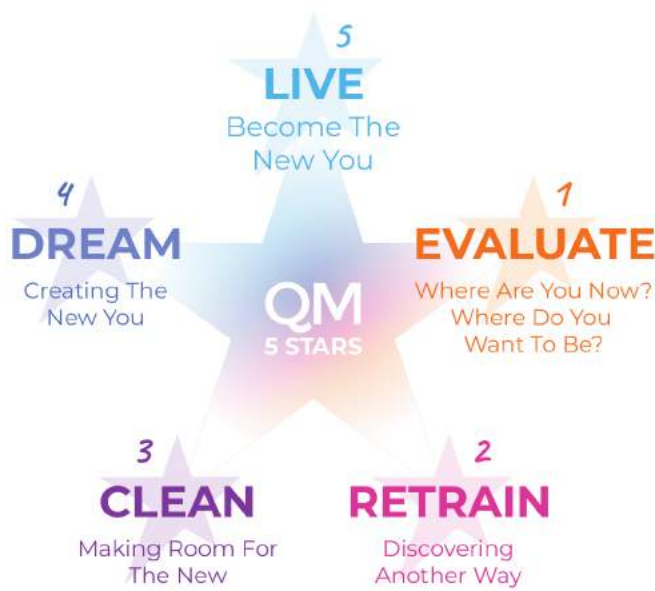 5
LIVE
Become The
New You
4
DREAM
Creating The
New You
1
EVALUATE
Where Are You Now?
Where Do You
Want To Be?
QM
5 STARS
3
CLEAN
Making Room For
The New
2
RETRAIN
Discovering
Another Way